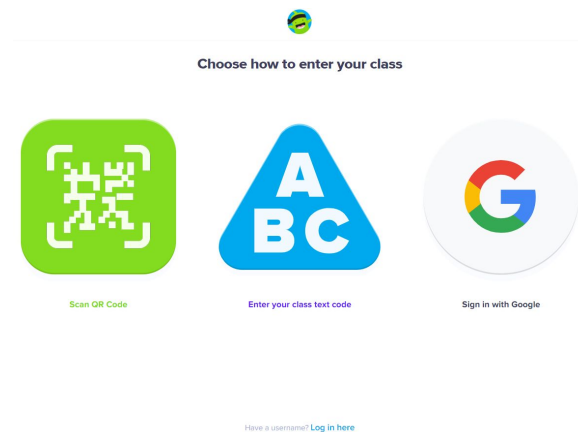 Choose how to enter your class
A
BC
Scan QR Code
Enter your class text code
Sign in with Google
Have a username? Log in here